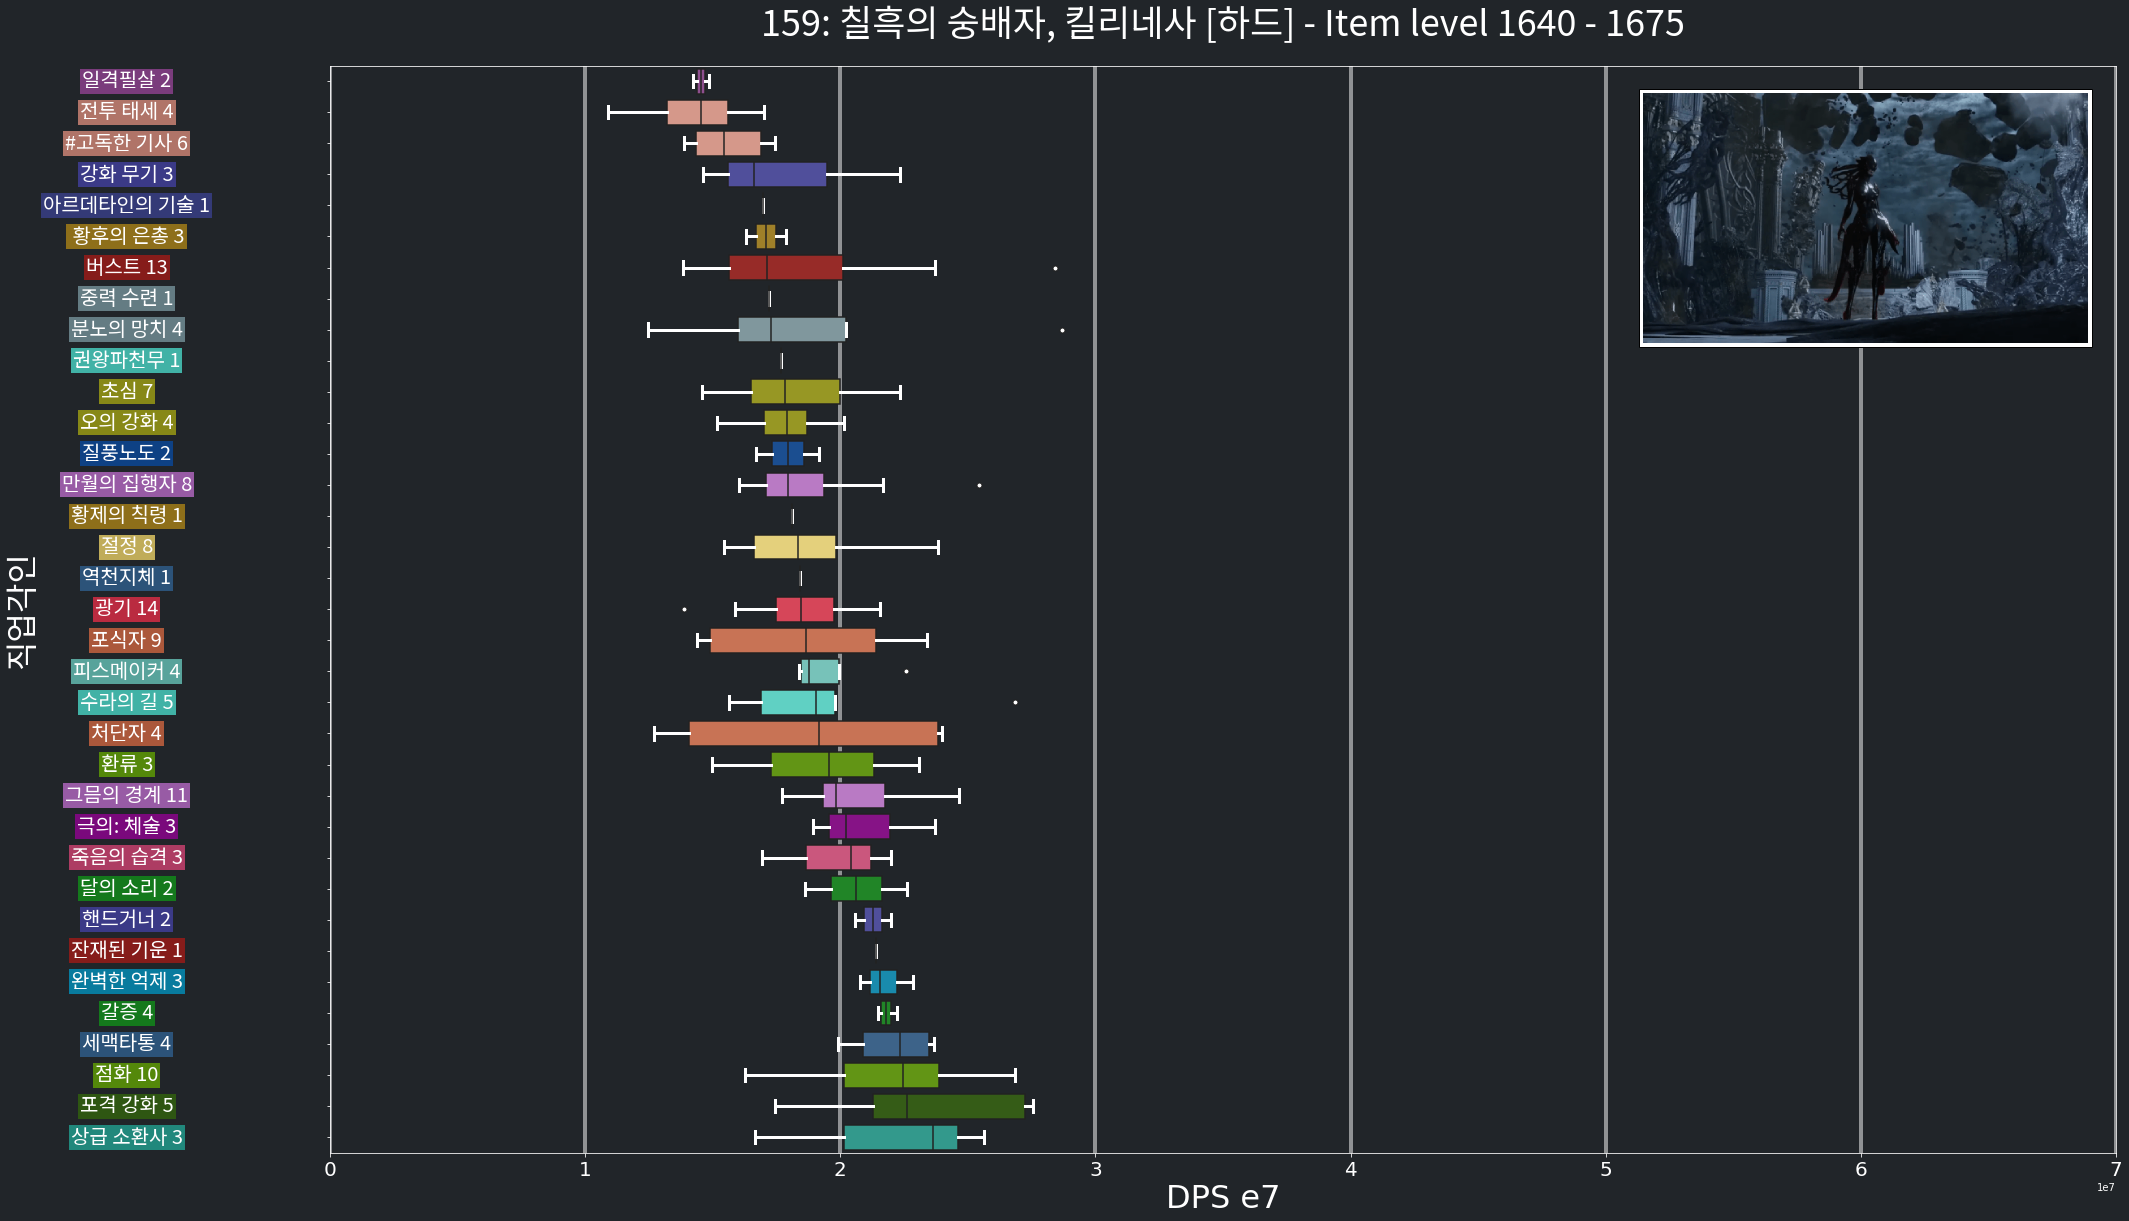 159: 칠흑의 숭배자, 킬리네사 [하드] - Item level 1640 - 1675
일격필살 2
전투 태세 4
#고독한 기사 6
강화 무기 3
아르데타인의 기술 1
황후의 은총 3
버스트 13
중력 수련 1
분노의 망치 4
권왕파천무 1
초심 7
오의 강화 4
질풍노도 2
만월의 집행자 8
황제의 칙령 1
절정 8
역천지체 1
광기 14
포식자 9
피스메이커 4
수라의 길 5
처단자 4
환류 3
그믐의 경계 11
극의: 체술 3
죽음의 습격 3
달의 소리 2
핸드거너 2
잔재된 기운 1
완벽한 억제 3
갈증 4
세맥타통 4
점화 10
포격 강화 5
상급 소환사 3
직업각인
0 1 2 3 4 5 6 7
1e7
DPS e7